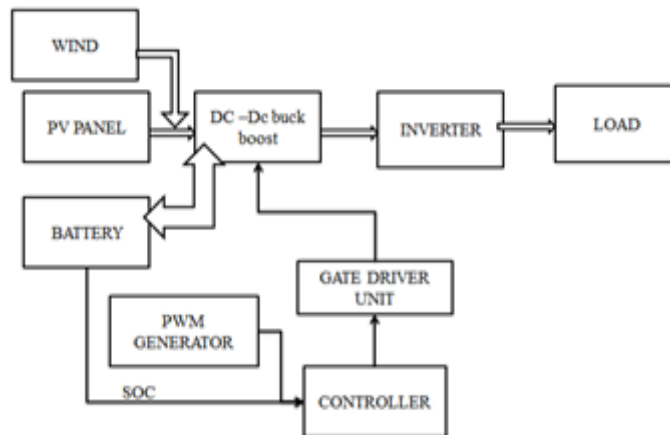 WIND
PV PANEL
DC –Dc buck
boost
INVERTER
LOAD
BATTERY
GATE DRIVER
UNIT
PWM
GENERATOR
SOC
CONTROLLER